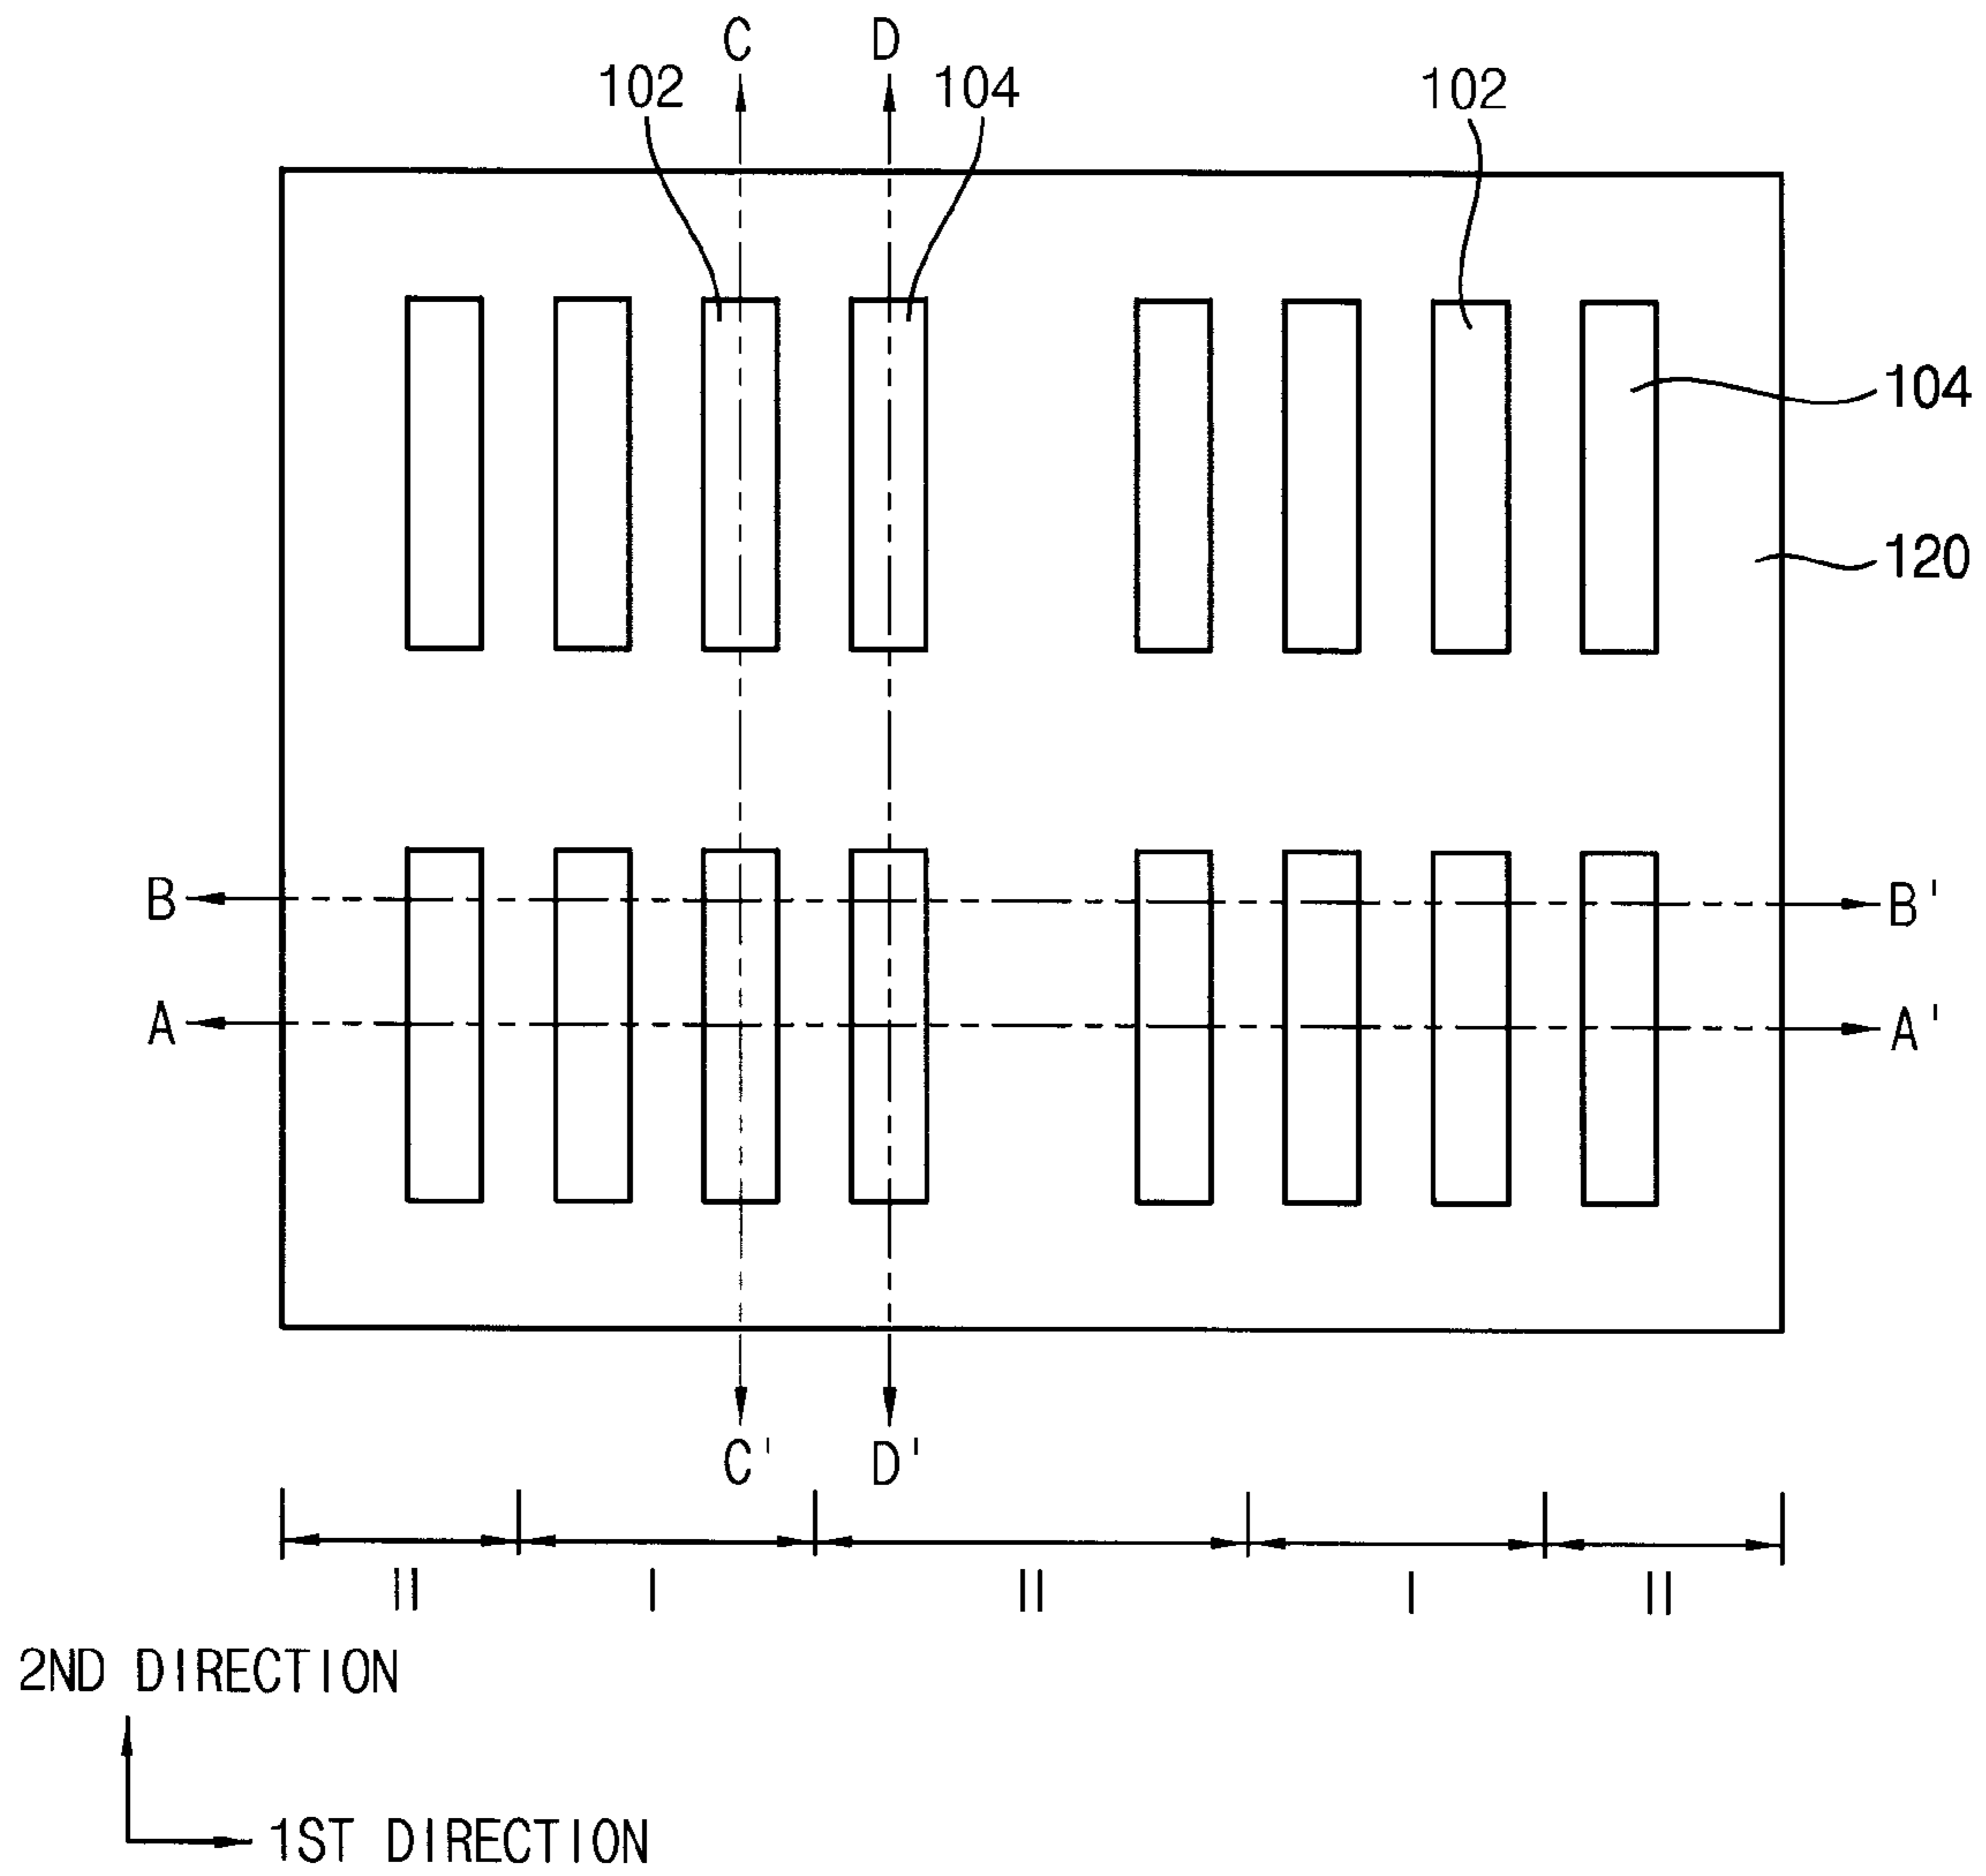 C D
102 104 102
104
120
B B'
A A'
C' D'
II I II I II
2ND DIRECTION
1ST DIRECTION